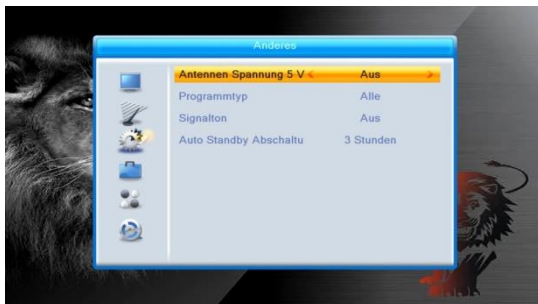 Anderes
Antennen Spannung 5 V Aus
Programmtyp Alle
Signalton Aus
Auto Standby Abschaltu 3 Stunden